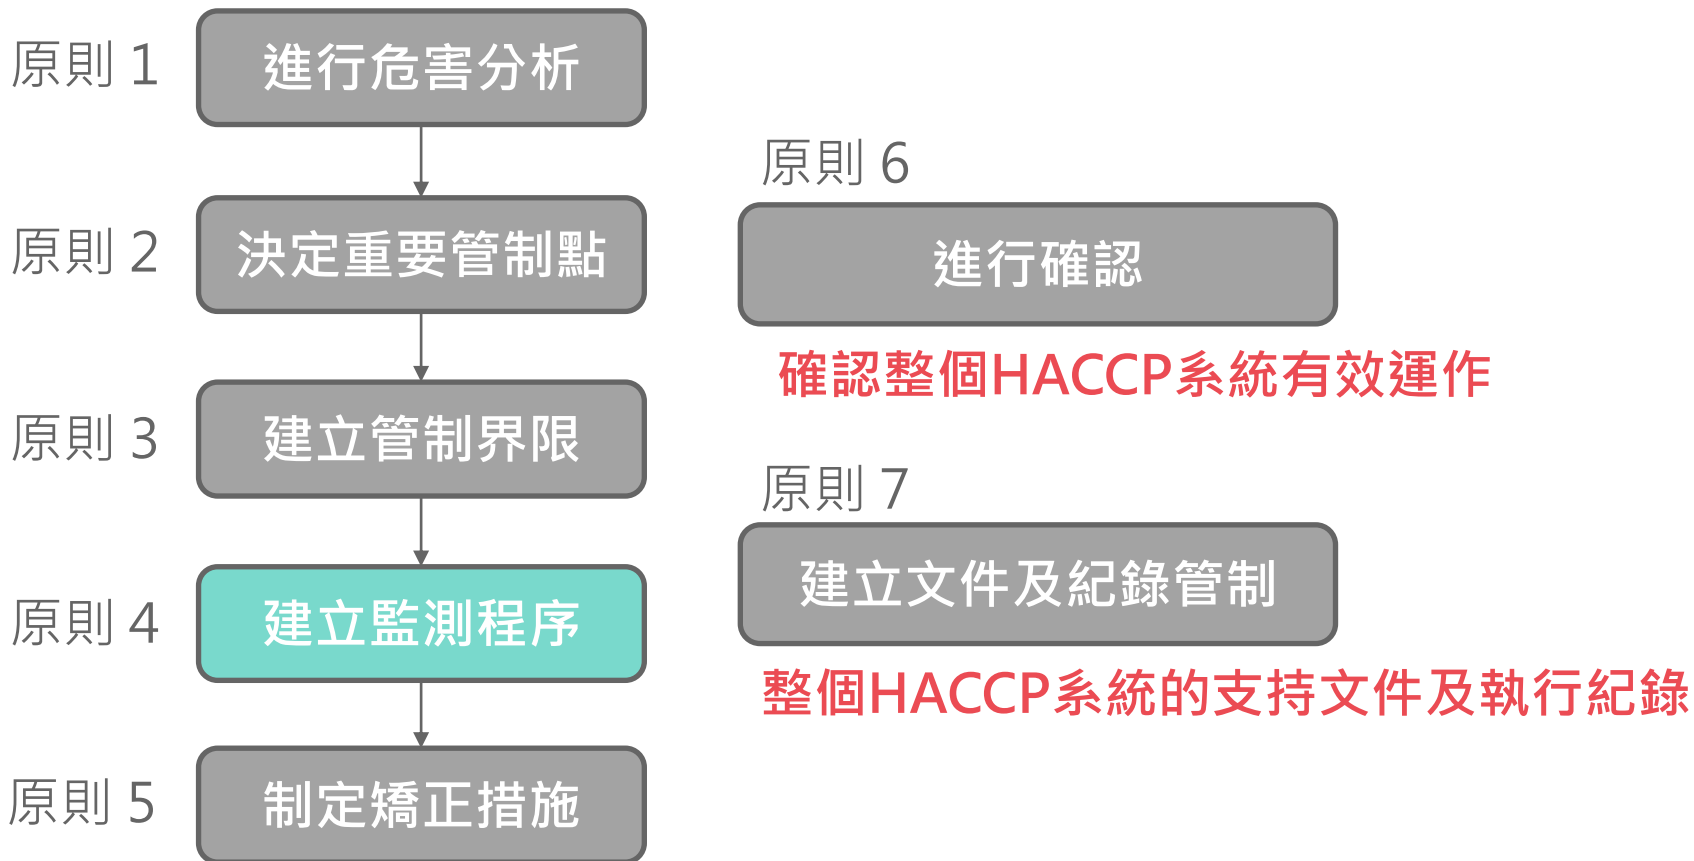 原則 1
進行危害分析
原則 2
決定重要管制點
原則 3
建立管制界限
原則 4
建立監測程序
原則 5
制定矯正措施
原則 6
進行確認
確認整個HACCP系統有效運作
原則 7
建立文件及紀錄管制
整個HACCP系統的支持文件及執行紀錄